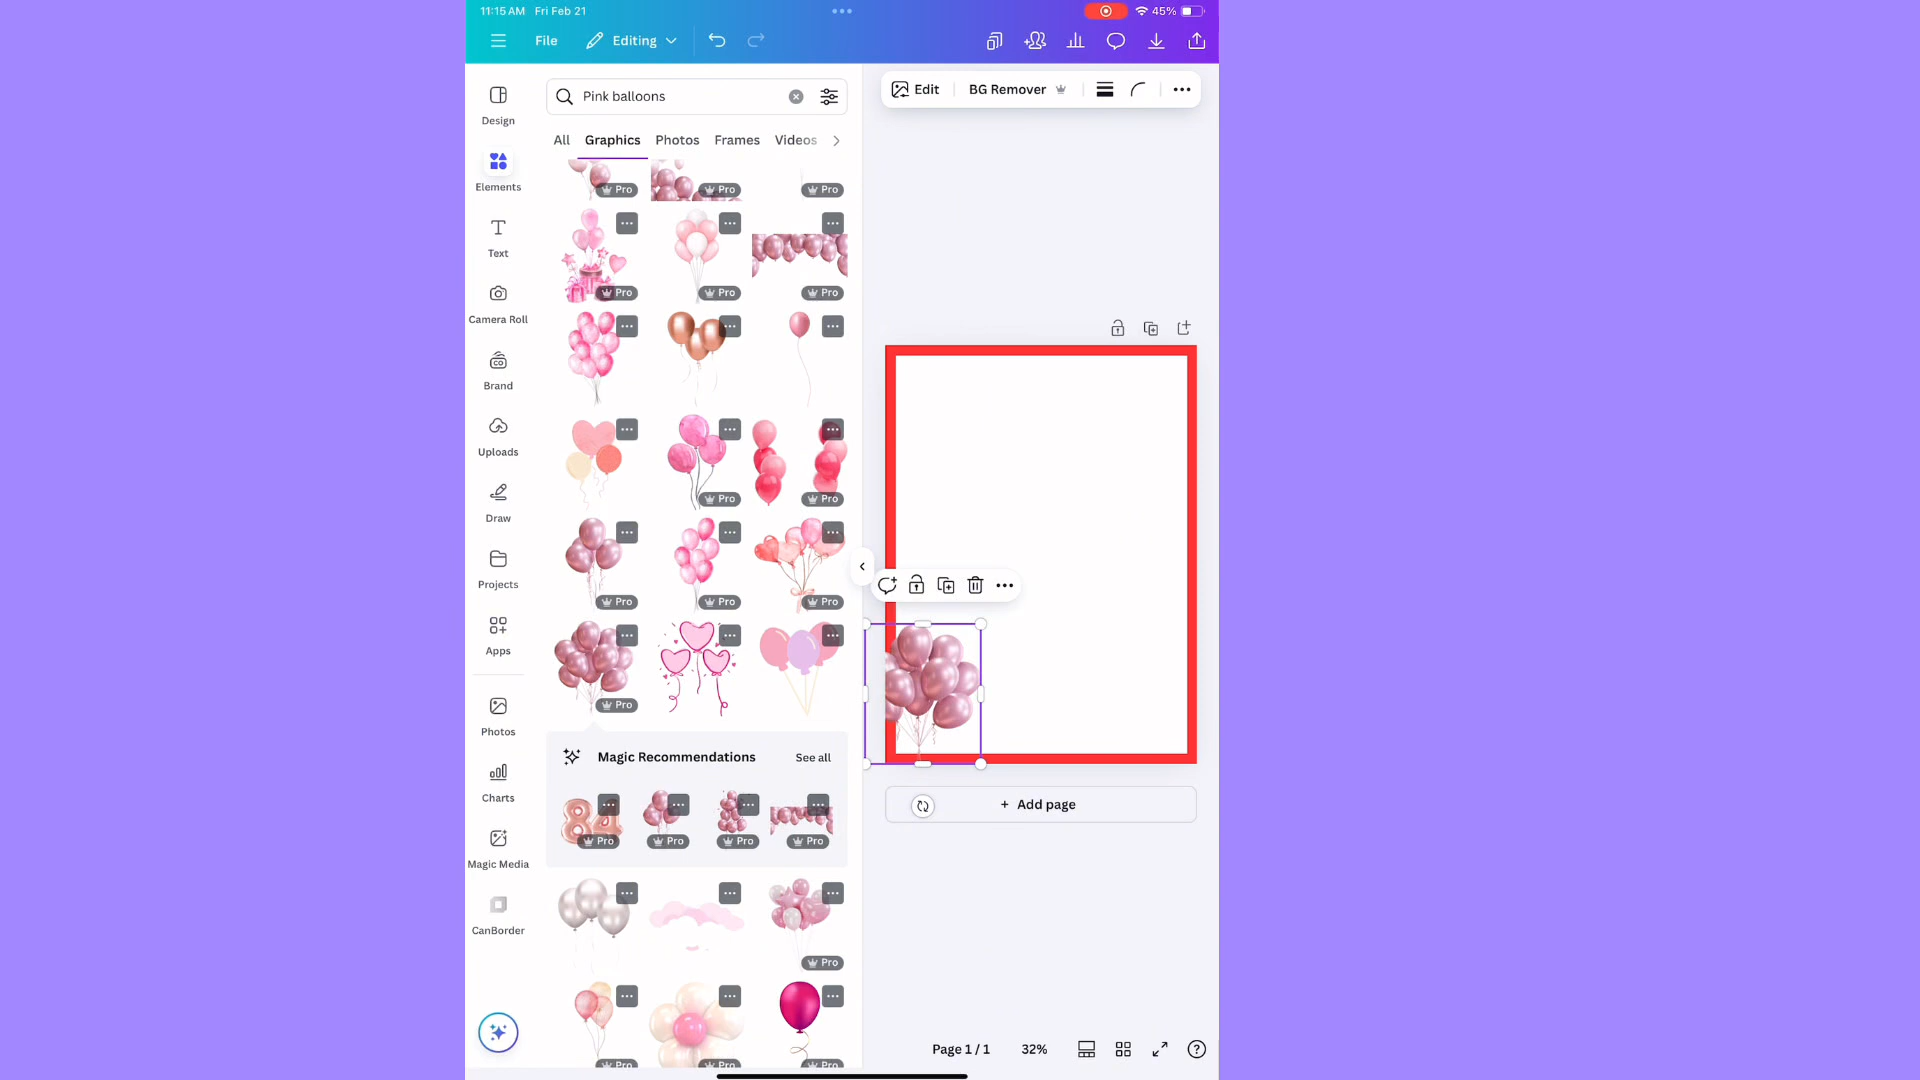 11:15 AM Fri Feb 21
45%
File
Editing
Design
Pink balloons
Edit
BG Remover
All Graphics Photos Frames Videos
Elements
Pro Pro Pro
Text
Pro Pro Pro
Camera Roll
Brand
Uploads
Pro Pro
Draw
Projects
Pro Pro Pro
Apps
Pro
Photos
Magic Recommendations
See all
Charts
84
Pro Pro Pro Pro
+ Add page
Magic Media
CanBorder
Pro
Page 1 / 1
32%
Pro Pro Pro